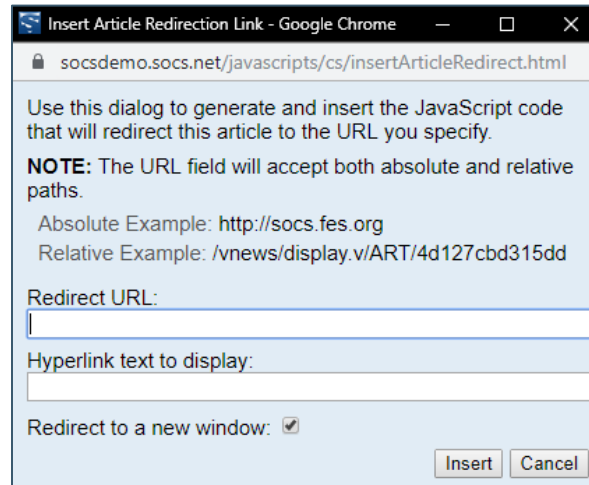 Insert Article Redirection Link - Google Chrome
socsdemo.socs.net/javascripts/cs/insertArticleRedirect.html
Use this dialog to generate and insert the JavaScript code
that will redirect this article to the URL you specify.
NOTE: The URL field will accept both absolute and relative
paths.
Absolute Example: http://socs.fes.org
Relative Example: /vnews/display.v/ART/4d127cbd315dd
Redirect URL:
Hyperlink text to display:
Redirect to a new window:
Insert Cancel